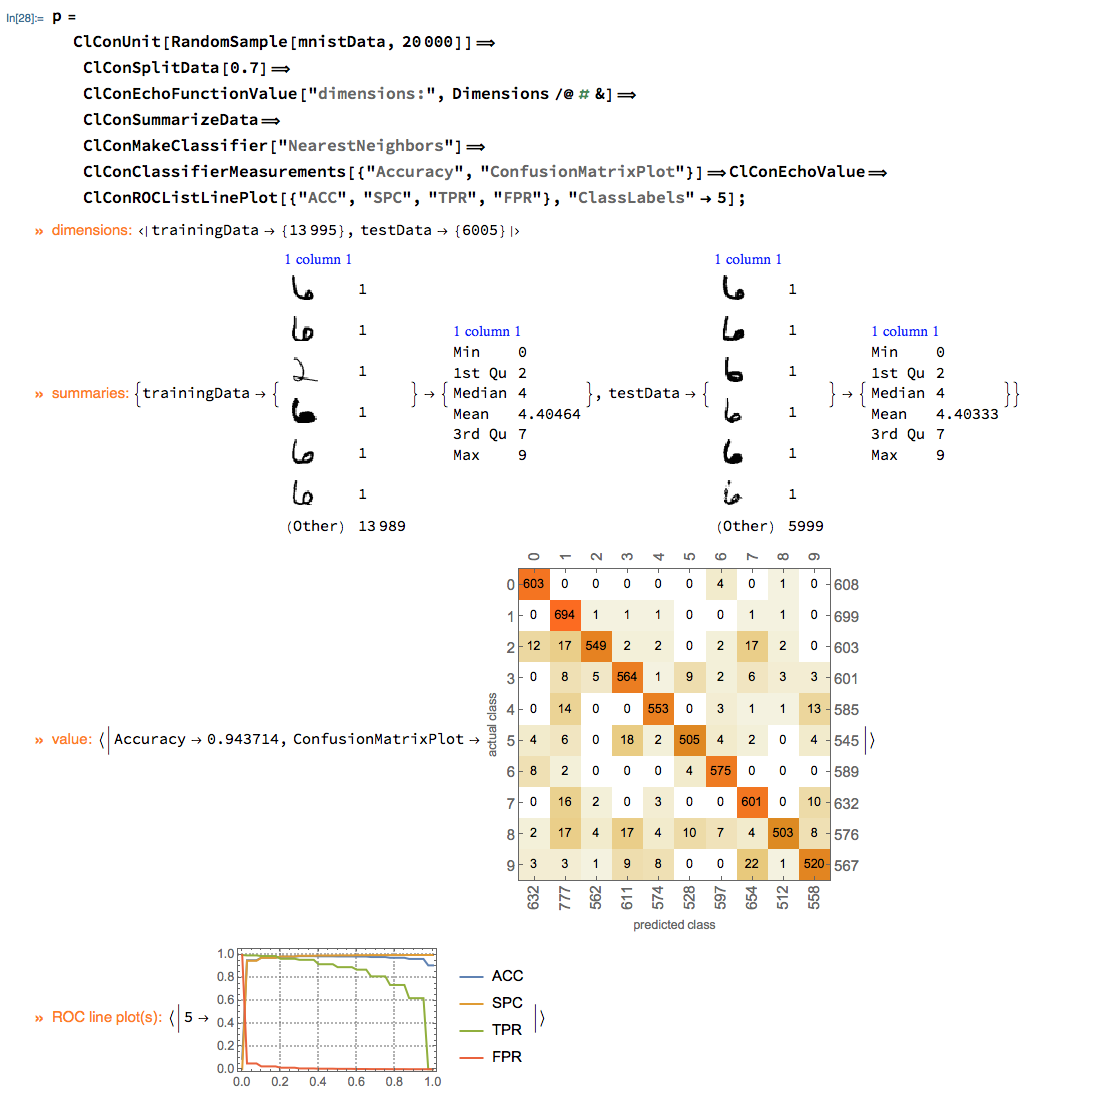 In[28]:= p =
ClConUnit[RandomSample[mnistData, 20 000]]⟹
ClConSplitData[0.7]⟹
ClConEchoFunctionValue["dimensions:", Dimensions /@ # &]⟹
ClConSummarizeData⟹
ClConMakeClassifier["NearestNeighbors"]⟹
ClConClassifierMeasurements[{"Accuracy", "ConfusionMatrixPlot"}]⟹ClConEchoValue⟹
ClConROCListLinePlot[{"ACC", "SPC", "TPR", "FPR"}, "ClassLabels" → 5];
» dimensions: <|trainingData → {13 995}, testData → {6005}|>
» summaries: {trainingData → {
1 column 1
6 1
6 1
2 1
6 1
6 1
6 1
(Other) 13 989
} → {
1 column 1
Min 0
1st Qu 2
Median 4
Mean 4.40464
3rd Qu 7
Max 9
}, testData → {
1 column 1
6 1
6 1
6 1
6 1
6 1
6 1
(Other) 5999
} → {
1 column 1
Min 0
1st Qu 2
Median 4
Mean 4.40333
3rd Qu 7
Max 9
}}
» value: <|Accuracy → 0.943714, ConfusionMatrixPlot →
actual class
0 1 2 3 4 5 6 7 8 9
0 603 0 0 0 0 0 4 0 1 0 608
1 0 694 1 1 1 0 0 1 1 0 699
2 12 17 549 2 2 0 2 17 2 0 603
3 0 8 5 564 1 9 2 6 3 3 601
4 0 14 0 0 553 0 3 1 1 13 585
5 4 6 0 18 2 505 4 2 0 4 545
6 8 2 0 0 0 4 575 0 0 0 589
7 0 16 2 0 3 0 0 601 0 10 632
8 2 17 4 17 4 10 7 4 503 8 576
9 3 3 1 9 8 0 0 22 1 520 567
632 777 562 611 574 528 597 654 512 558
predicted class
|>
» ROC line plot(s): <|5 →
1.0
0.8
0.6
0.4
0.2
0.0
0.0 0.2 0.4 0.6 0.8 1.0
ACC
SPC
TPR
FPR
|>